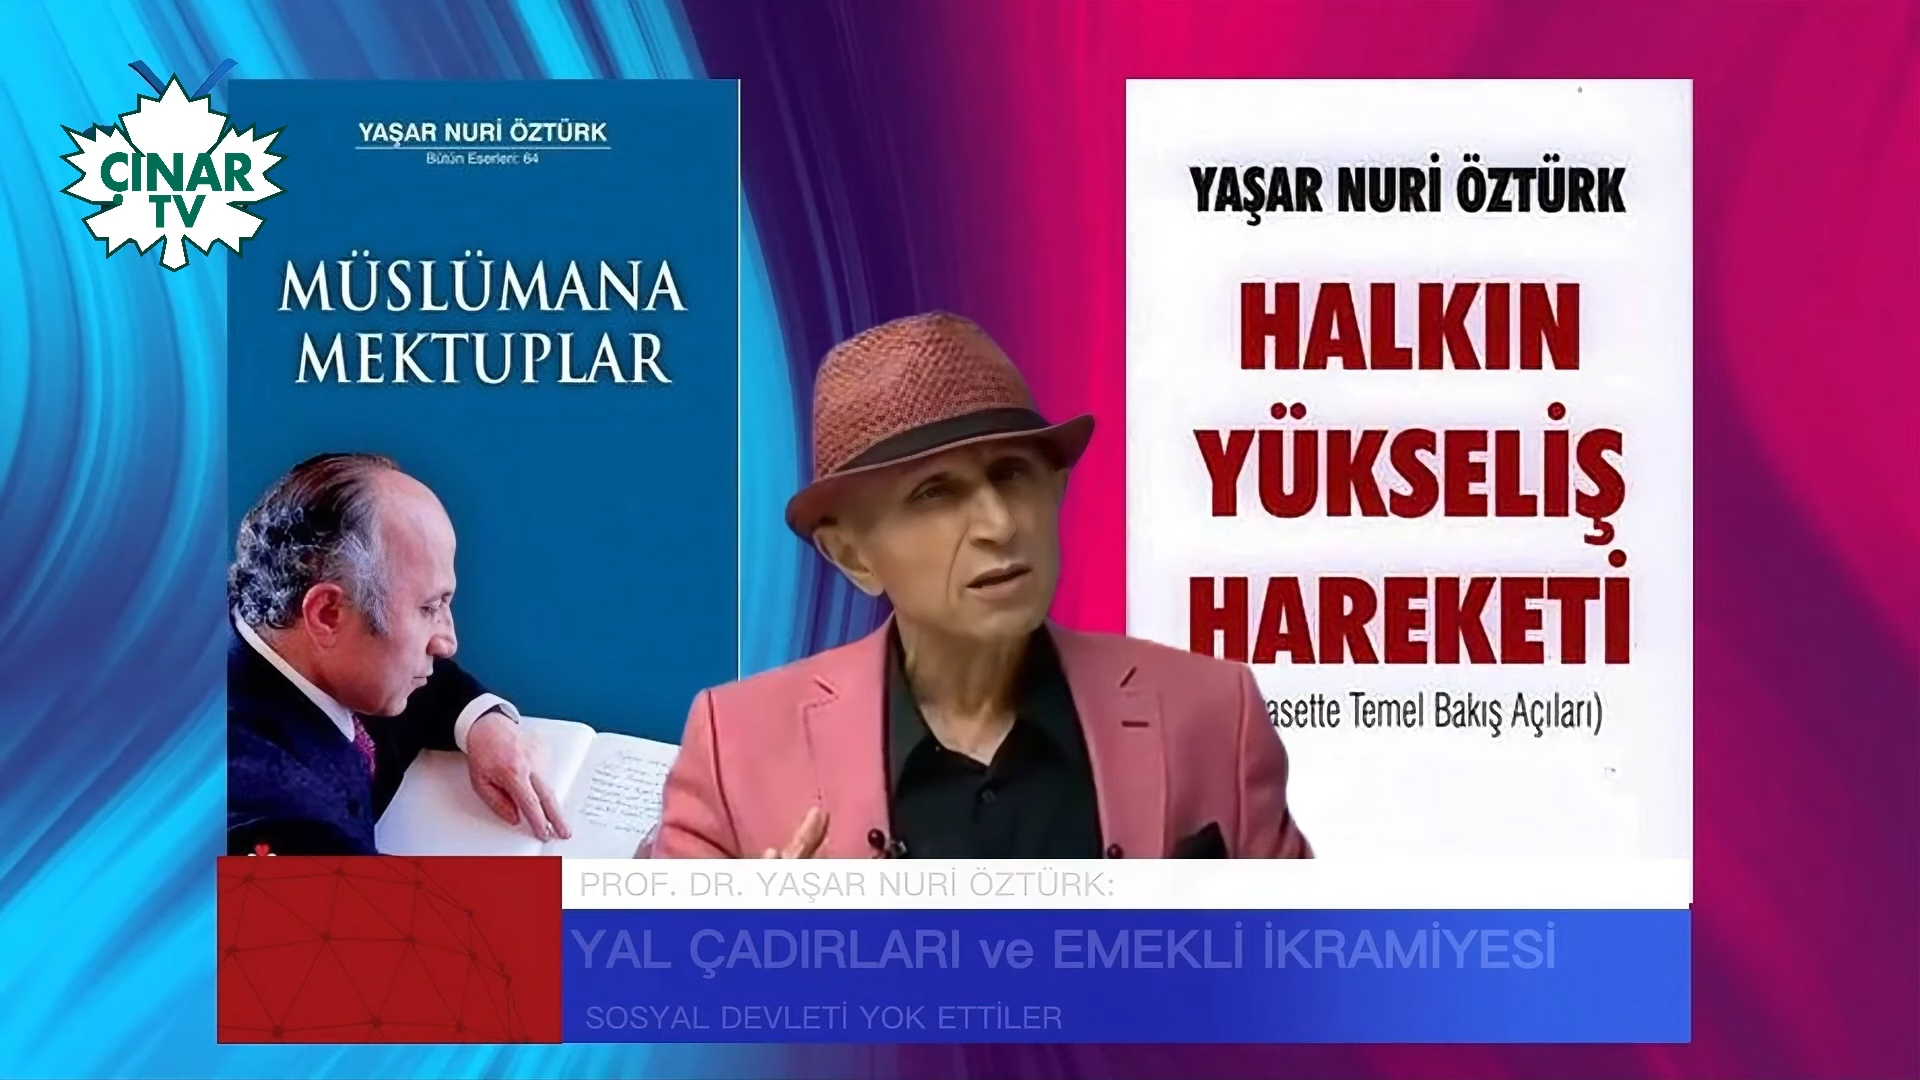 ÇINAR
TV
YAŞAR NURİ ÖZTÜRK
Bütün Eserleri: 64
MÜSLÜMANA
MEKTUPLAR
YAŞAR NURİ ÖZTÜRK
HALKIN
YÜKSELİŞ
HAREKETİ
asette Temel Bakış Açıları)
PROF. DR. YAŞAR NURİ ÖZTÜRK:
YAL ÇADIRLARI ve EMEKLİ İKRAMİYESİ
SOSYAL DEVLETİ YOK ETTİLER